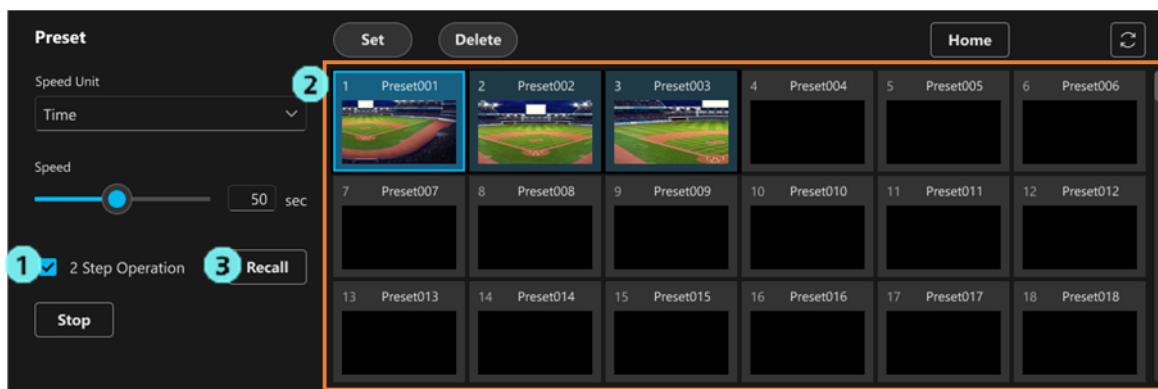 Preset
Set
Delete
Home
Speed Unit
Time
Speed
50 sec
1
2 Step Operation
3
Recall
Stop
2
1 Preset001
2 Preset002
3 Preset003
4 Preset004
5 Preset005
6 Preset006
7 Preset007
8 Preset008
9 Preset009
10 Preset010
11 Preset011
12 Preset012
13 Preset013
14 Preset014
15 Preset015
16 Preset016
17 Preset017
18 Preset018